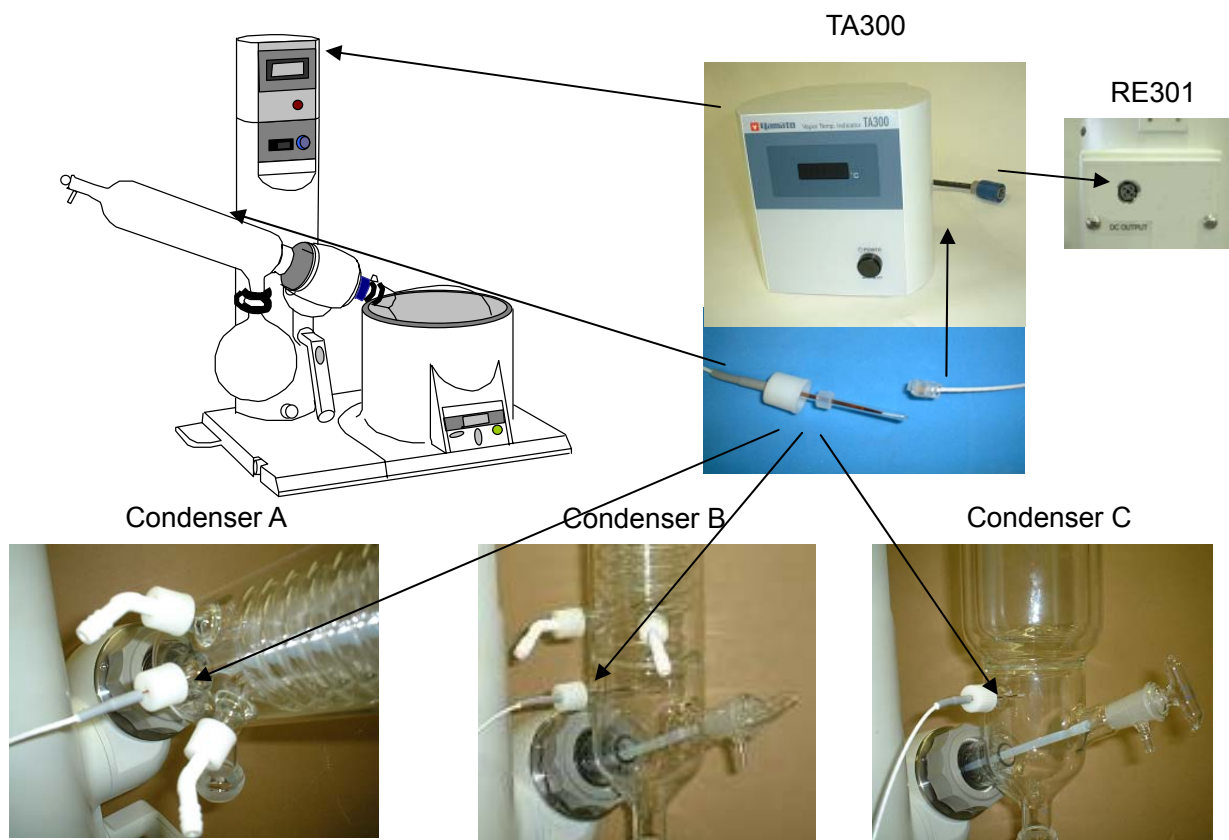 TA300
RE301
Yamato Vapor Temp. Indicator TA300
°C
POWER
DC OUTPUT
Condenser A
Condenser B
Condenser C